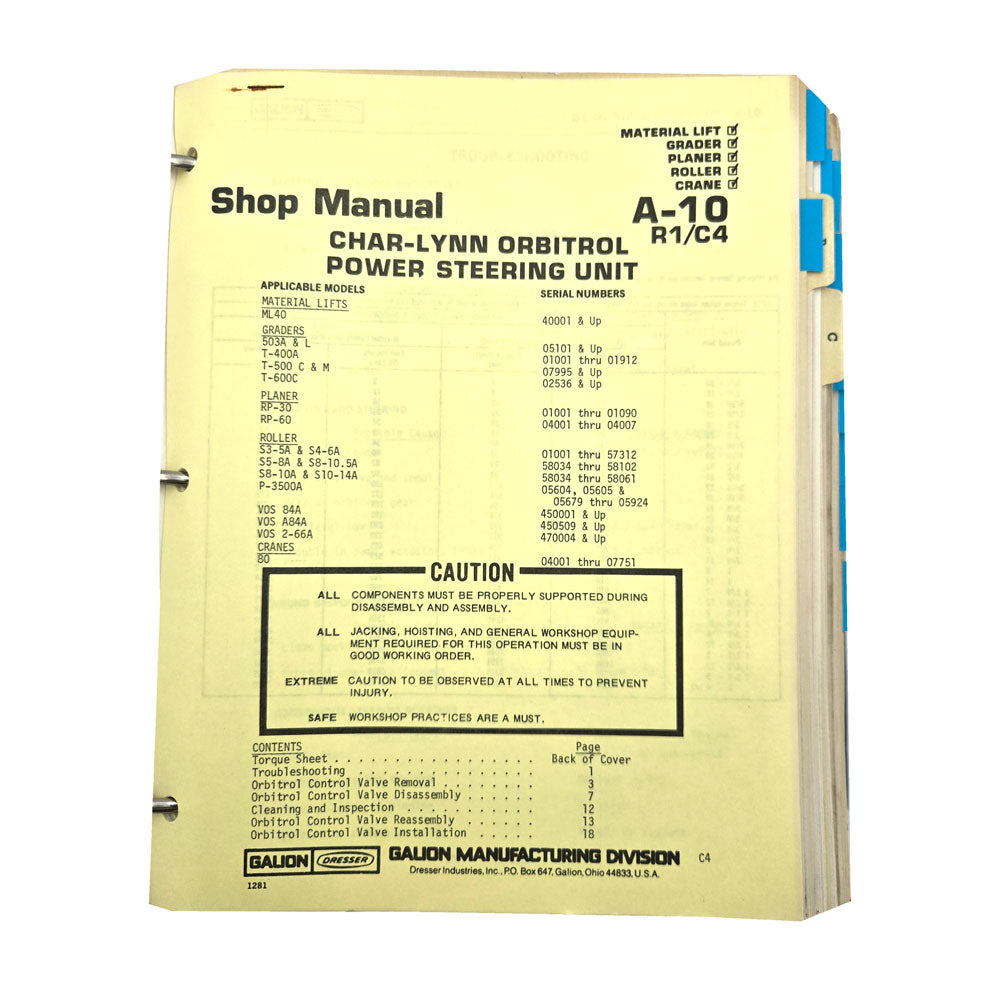 MATERIAL LIFT ☑
GRADER ☑
PLANER ☑
ROLLER ☑
CRANE ☑
Shop Manual
A-10
R1/C4
CHAR-LYNN ORBITROL
POWER STEERING UNIT
APPLICABLE MODELS SERIAL NUMBERS
MATERIAL LIFTS
ML40 40001 & Up
GRADERS
503A & L 05101 & Up
T-400A 01001 thru 01912
T-500 C & M 07995 & Up
T-600C 02536 & Up
PLANER
RP-30 01001 thru 01090
RP-60 04001 thru 04007
ROLLER
S3-5A & S4-6A 01001 thru 57312
S5-8A & S8-10.5A 58034 thru 58102
S8-10A & S10-14A 58034 thru 58061
P-3500A 05604, 05605 &
05679 thru 05924
VOS 84A 450001 & Up
VOS A84A 450509 & Up
VOS 2-66A 470004 & Up
CRANES
80 04001 thru 07751
CAUTION
ALL COMPONENTS MUST BE PROPERLY SUPPORTED DURING
DISASSEMBLY AND ASSEMBLY.
ALL JACKING, HOISTING, AND GENERAL WORKSHOP EQUIP-
MENT REQUIRED FOR THIS OPERATION MUST BE IN
GOOD WORKING ORDER.
EXTREME CAUTION TO BE OBSERVED AT ALL TIMES TO PREVENT
INJURY.
SAFE WORKSHOP PRACTICES ARE A MUST.
CONTENTS Page
Torque Sheet . . . . . . . . . . . . . . . . . Back of Cover
Troubleshooting . . . . . . . . . . . . . . . 1
Orbitrol Control Valve Removal . . . . . . . . 3
Orbitrol Control Valve Disassembly . . . . . . 7
Cleaning and Inspection . . . . . . . . . . . 12
Orbitrol Control Valve Reassembly . . . . . . 13
Orbitrol Control Valve Installation . . . . . 18
GALION DRESSER GALION MANUFACTURING DIVISION C4
Dresser Industries, Inc., P.O. Box 647, Galion, Ohio 44833, U.S.A.
1281
C